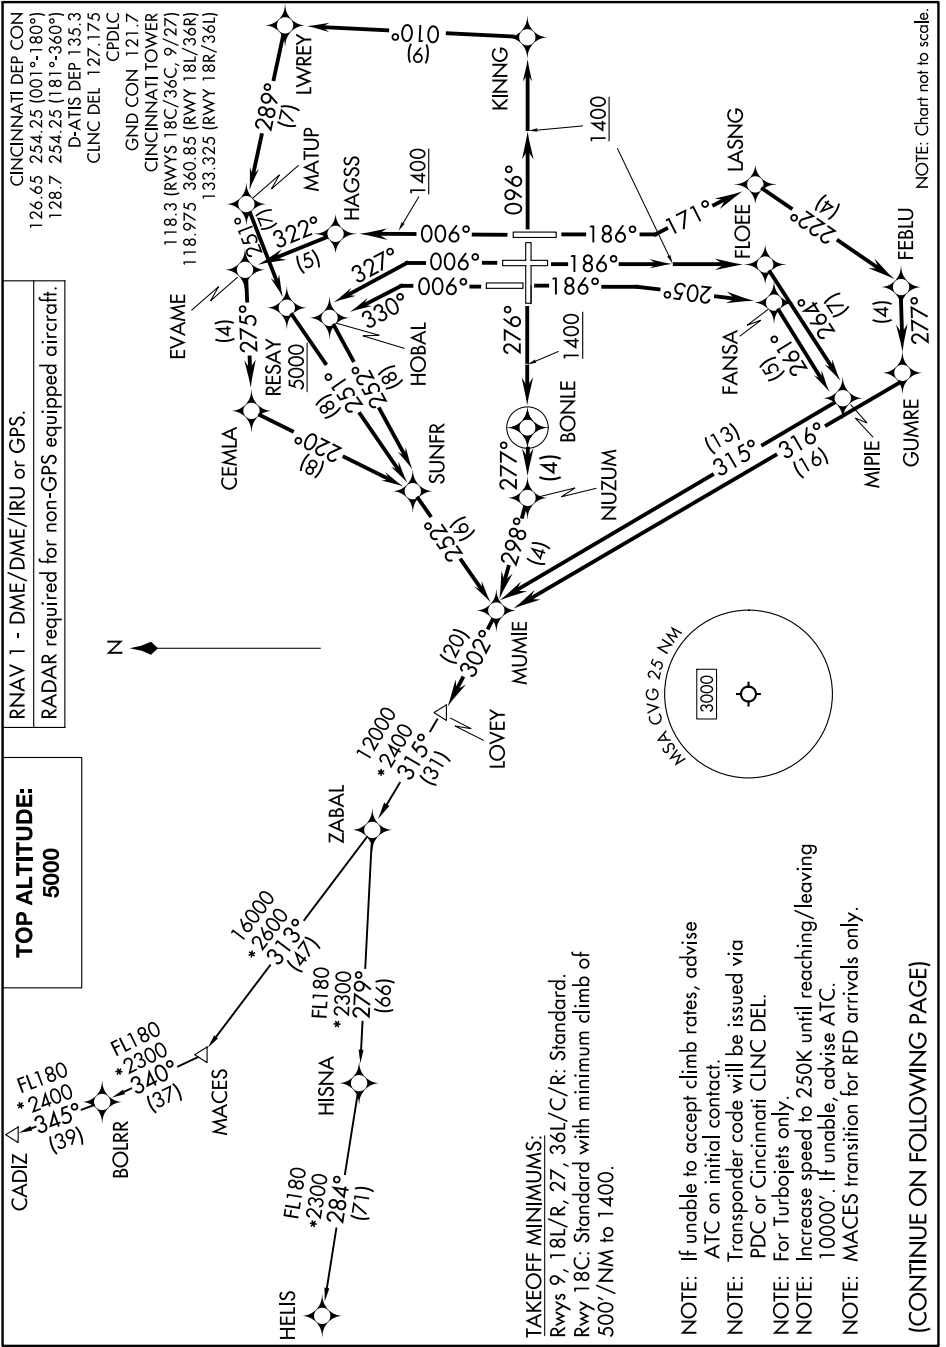 CINCINNATI DEP CON
126.65 254.25 (001°-180°)
128.7 254.25 (181°-360°)
D-ATIS DEP 135.3
CLNC DEL 127.175
CPDLC
GND CON 121.7
CINCINNATI TOWER
118.3 (RWYS 18C/36C, 9/27)
118.975 360.85 (RWY 18L/36R)
133.325 (RWY 18R/36L)
RNAV 1 - DME/DME/IRU or GPS.
RADAR required for non-GPS equipped aircraft.
TOP ALTITUDE:
5000
N
CADIZ
FL180
*2400
345°
(39)
BOLRR
FL180
*2300
340°
(37)
MACES
16000
*2600
313°
(47)
ZABAL
FL180
*2300
279°
(66)
HISNA
FL180
*2300
284°
(71)
HELIS
12000
*2400
315°
(31)
LOVEY
(20)
302°
MUMIE
252°
(6)
SUNFR
CEMLA
220°
(8)
(4)
275°
EVAME
RESAY
5000
251°
(8)
252°
(8)
HOBAL
251°
(7)
322°
(5)
HAGSS
MATUP
289°
(7)
LWREY
010°
(9)
KINNG
096°
1400
1400
006°
006°
006°
327°
330°
276°
1400
BONLE
277°
(4)
NUZUM
298°
(4)
186°
186°
186°
171°
205°
LASNG
222°
(4)
FEBLU
277°
(4)
GUMRE
FLOEE
264°
(7)
FANSA
261°
(5)
MIPIE
(13)
315°
316°
(16)
MSA CVG 25 NM
3000
NOTE: Chart not to scale.
TAKEOFF MINIMUMS:
Rwys 9, 18L/R, 27, 36L/C/R: Standard.
Rwy 18C: Standard with minimum climb of
500'/NM to 1400.
NOTE: If unable to accept climb rates, advise
ATC on initial contact.
NOTE: Transponder code will be issued via
PDC or Cincinnati CLNC DEL.
NOTE: For Turbojets only.
NOTE: Increase speed to 250K until reaching/leaving
10000'. If unable, advise ATC.
NOTE: MACES transition for RFD arrivals only.
(CONTINUE ON FOLLOWING PAGE)